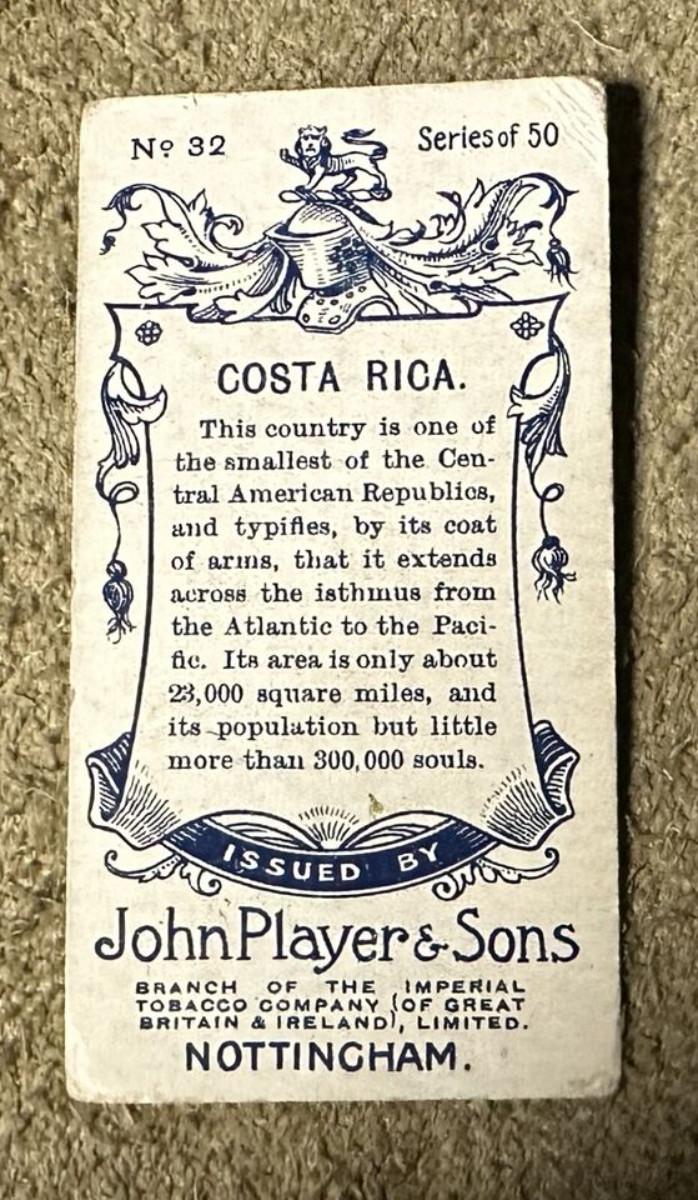 Nº 32
Series of 50
COSTA RICA.
This country is one of
the smallest of the Cen-
tral American Republics,
and typifies, by its coat
of arms, that it extends
across the isthmus from
the Atlantic to the Paci-
fic. Its area is only about
23,000 square miles, and
its population but little
more than 300,000 souls.
ISSUED BY
John Player & Sons
BRANCH OF THE IMPERIAL
TOBACCO COMPANY (OF GREAT
BRITAIN & IRELAND), LIMITED.
NOTTINGHAM.